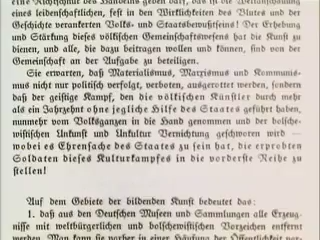 Richtschnur des Handelns geben darf, das ist die Weltanschauung
eines leidenschaftlichen, fest in den Wirklichkeiten des Blutes und der
Geschichte verankerten Volks- und Staatsbewußtseins! Der Erhebung
und Stärkung dieses völkischen Gemeinschaftswesens hat die Kunst zu
dienen, und alle, die dazu beitragen wollen und können, sind von der
Gemeinschaft an der Aufgabe zu beteiligen.
Sie erwarten, daß Materialismus, Marxismus und Kommunis-
mus nicht nur politisch verfolgt, verboten, ausgerottet werden, sondern
daß der geistige Kampf, den die völkischen Künstler durch mehr
als ein Jahrzehnt ohne jegliche Hilfe des Staates geführt haben,
nunmehr vom Volksganzen in die Hand genommen und der bolsche-
wistischen Unkunst und Unkultur Vernichtung geschworen wird —
wobei es Ehrensache des Staates zu sein hat, die erprobten
Soldaten dieses Kulturkampfes in die vorderste Reihe zu
stellen!
Auf dem Gebiete der bildenden Kunst bedeutet das:
1. daß aus den Deutschen Museen und Sammlungen alle Erzeug-
nisse mit weltbürgerlichen und bolschewistischen Vorzeichen entfernt
werden. Man kann sie vorher in einer Häufung der Öffentlichkeit vor-